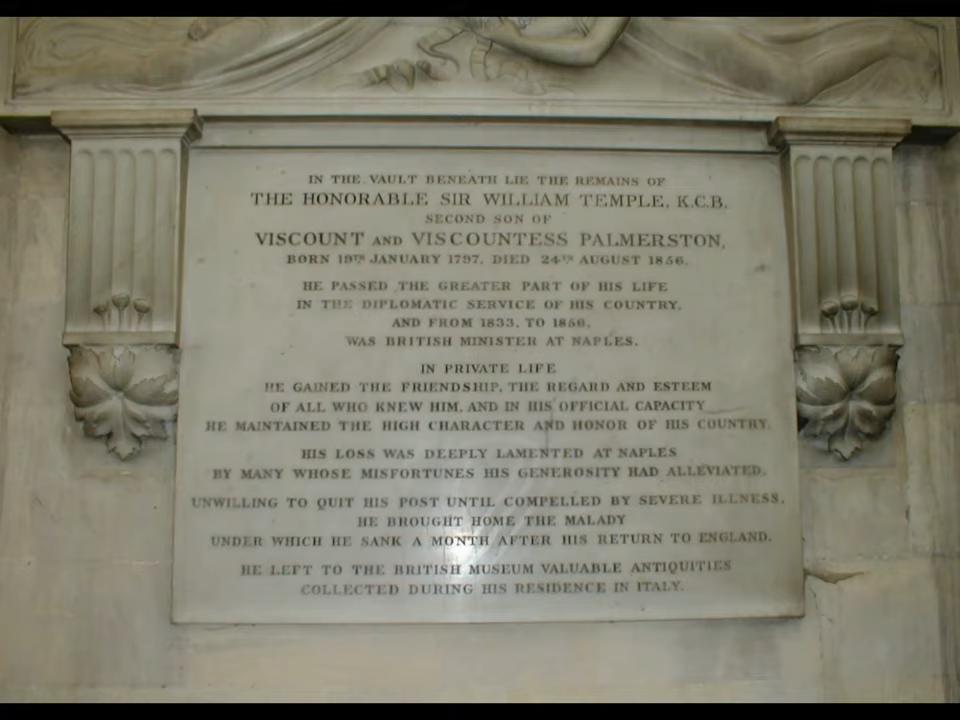 IN THE VAULT BENEATH LIE THE REMAINS OF
THE HONORABLE SIR WILLIAM TEMPLE, K.C.B.
SECOND SON OF
VISCOUNT AND VISCOUNTESS PALMERSTON,
BORN 19TH JANUARY 1797. DIED 24TH AUGUST 1856.
HE PASSED THE GREATER PART OF HIS LIFE
IN THE DIPLOMATIC SERVICE OF HIS COUNTRY,
AND FROM 1833, TO 1856,
WAS BRITISH MINISTER AT NAPLES.
IN PRIVATE LIFE
HE GAINED THE FRIENDSHIP, THE REGARD AND ESTEEM
OF ALL WHO KNEW HIM, AND IN HIS OFFICIAL CAPACITY
HE MAINTAINED THE HIGH CHARACTER AND HONOR OF HIS COUNTRY.
HIS LOSS WAS DEEPLY LAMENTED AT NAPLES
BY MANY WHOSE MISFORTUNES HIS GENEROSITY HAD ALLEVIATED.
UNWILLING TO QUIT HIS POST UNTIL COMPELLED BY SEVERE ILLNESS,
HE BROUGHT HOME THE MALADY
UNDER WHICH HE SANK A MONTH AFTER HIS RETURN TO ENGLAND.
HE LEFT TO THE BRITISH MUSEUM VALUABLE ANTIQUITIES
COLLECTED DURING HIS RESIDENCE IN ITALY.